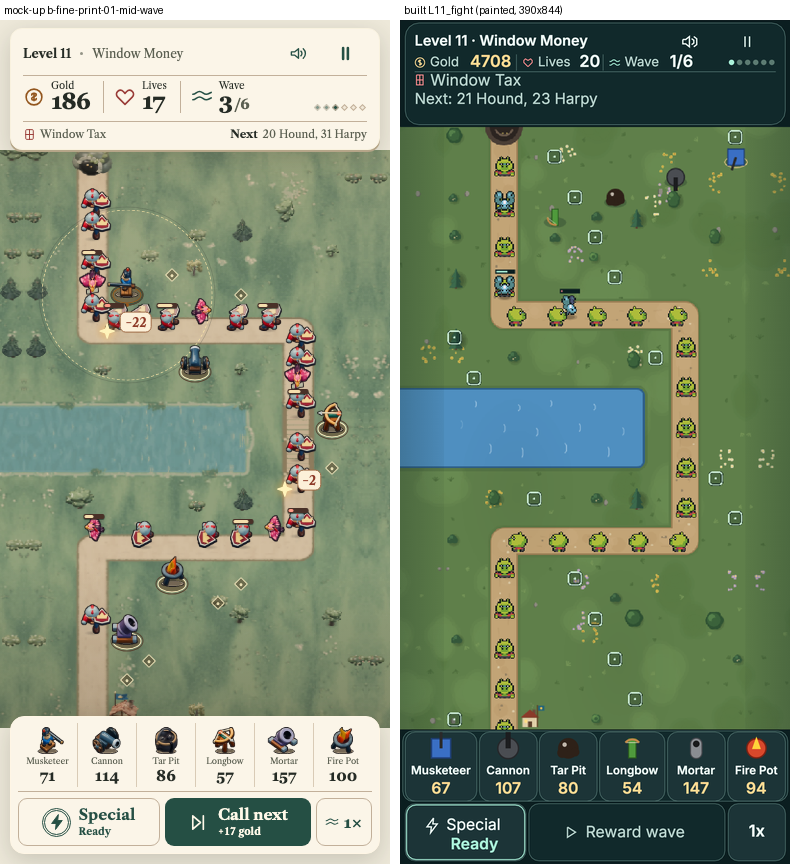 mock-up b-fine-print-01-mid-wave
Level 11 · Window Money
Gold 186
Lives 17
Wave 3/6
Window Tax
Next 20 Hound, 31 Harpy
-22
-2
Musketeer 71
Cannon 114
Tar Pit 86
Longbow 57
Mortar 157
Fire Pot 100
Special
Ready
Call next
+17 gold
1×
built L11_fight (painted, 390x844)
Level 11 · Window Money
Gold 4708 Lives 20 Wave 1/6
Window Tax
Next: 21 Hound, 23 Harpy
Musketeer 67
Cannon 107
Tar Pit 80
Longbow 54
Mortar 147
Fire Pot 94
Special
Ready
Reward wave
1x